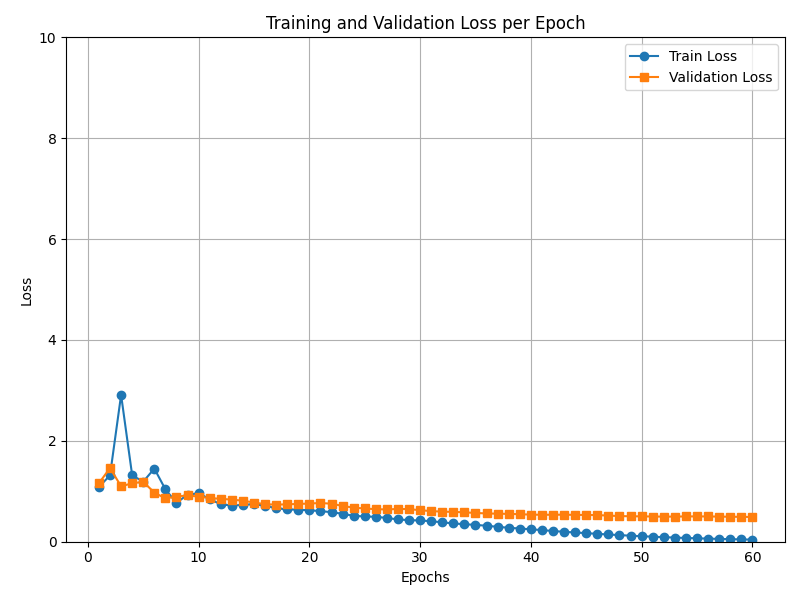 Training and Validation Loss per Epoch
Train Loss
Validation Loss
10
8
6
4
2
0
Loss
0 10 20 30 40 50 60
Epochs